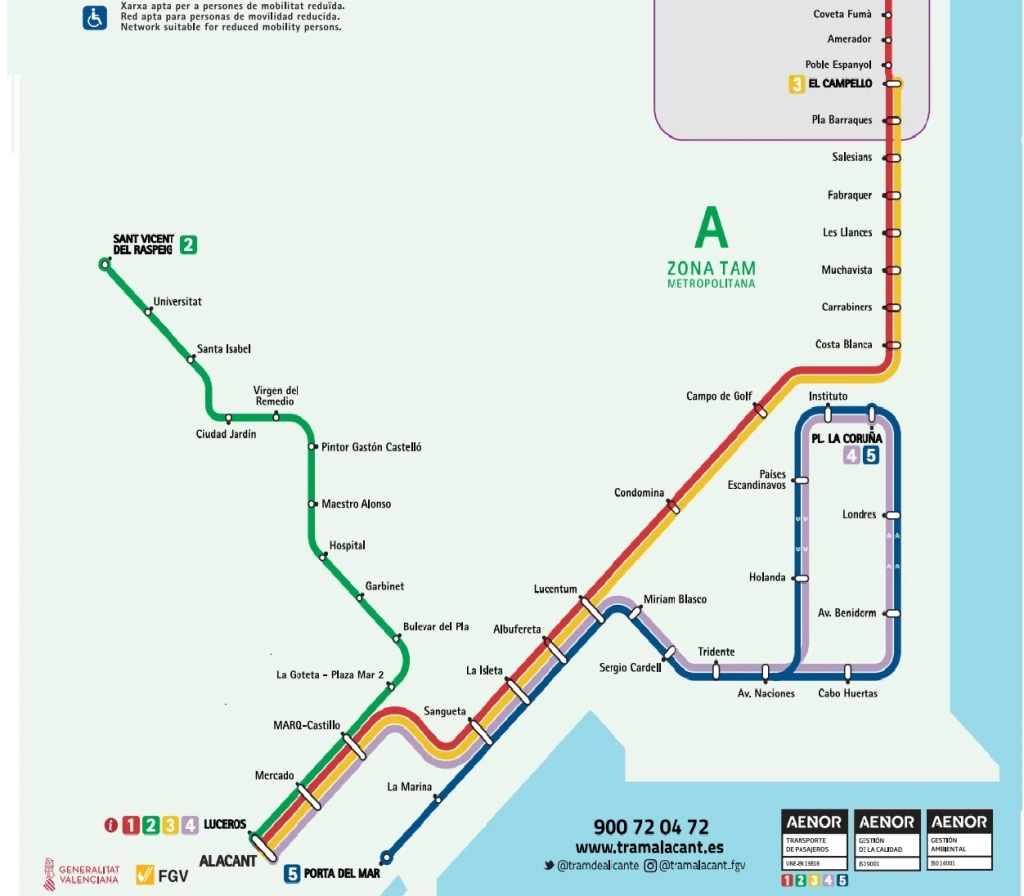 Xarxa apta per a persones de mobilitat reduïda.
Red apta para personas de movilidad reducida.
Network suitable for reduced mobility persons.
Coveta Fumà
Amerador
Poble Espanyol
3 EL CAMPELLO
Pla Barraques
Salesians
Fabraquer
Les Llances
Muchavista
Carrabiners
Costa Blanca
A
ZONA TAM
METROPOLITANA
SANT VICENT
DEL RASPEIG 2
Universitat
Santa Isabel
Virgen del
Remedio
Ciudad Jardín
Pintor Gastón Castelló
Maestro Alonso
Hospital
Garbinet
Bulevar del Pla
La Goteta - Plaza Mar 2
MARQ-Castillo
Mercado
i 1 2 3 4 LUCEROS
ALACANT
Campo de Golf
Condomina
Lucentum
Albufereta
La Isleta
Sangueta
La Marina
5 PORTA DEL MAR
Instituto
PL. LA CORUÑA
4 5
Países
Escandinavos
Londres
Holanda
Av. Benidorm
Miriam Blasco
Sergio Cardell
Tridente
Av. Naciones
Cabo Huertas
GENERALITAT
VALENCIANA
FGV
900 72 04 72
www.tramalacant.es
@tramdealicante @tramalacant.fgv
AENOR
TRANSPORTE
DE PASAJEROS
UNE-EN 13816
1 2 3 4 5
AENOR
GESTIÓN
DE LA CALIDAD
ISO 9001
AENOR
GESTIÓN
AMBIENTAL
ISO 14001